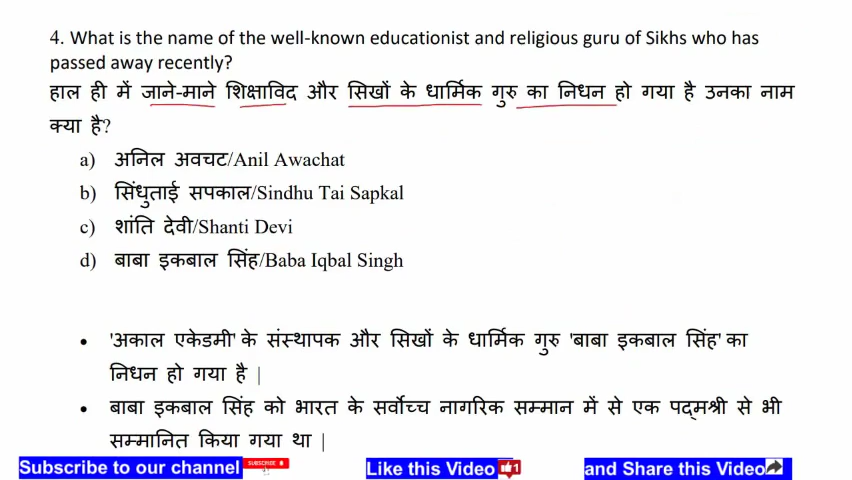 4. What is the name of the well-known educationist and religious guru of Sikhs who has
passed away recently?
हाल ही में जाने-माने शिक्षाविद और सिखों के धार्मिक गुरु का निधन हो गया है उनका नाम
क्या है?
a) अनिल अवचट/Anil Awachat
b) सिंधुताई सपकाल/Sindhu Tai Sapkal
c) शांति देवी/Shanti Devi
d) बाबा इकबाल सिंह/Baba Iqbal Singh
• 'अकाल एकेडमी' के संस्थापक और सिखों के धार्मिक गुरु 'बाबा इकबाल सिंह' का
निधन हो गया है |
• बाबा इकबाल सिंह को भारत के सर्वोच्च नागरिक सम्मान में से एक पद्मश्री से भी
सम्मानित किया गया था |
Subscribe to our channel SUBSCRIBE Like this Video 1 and Share this Video